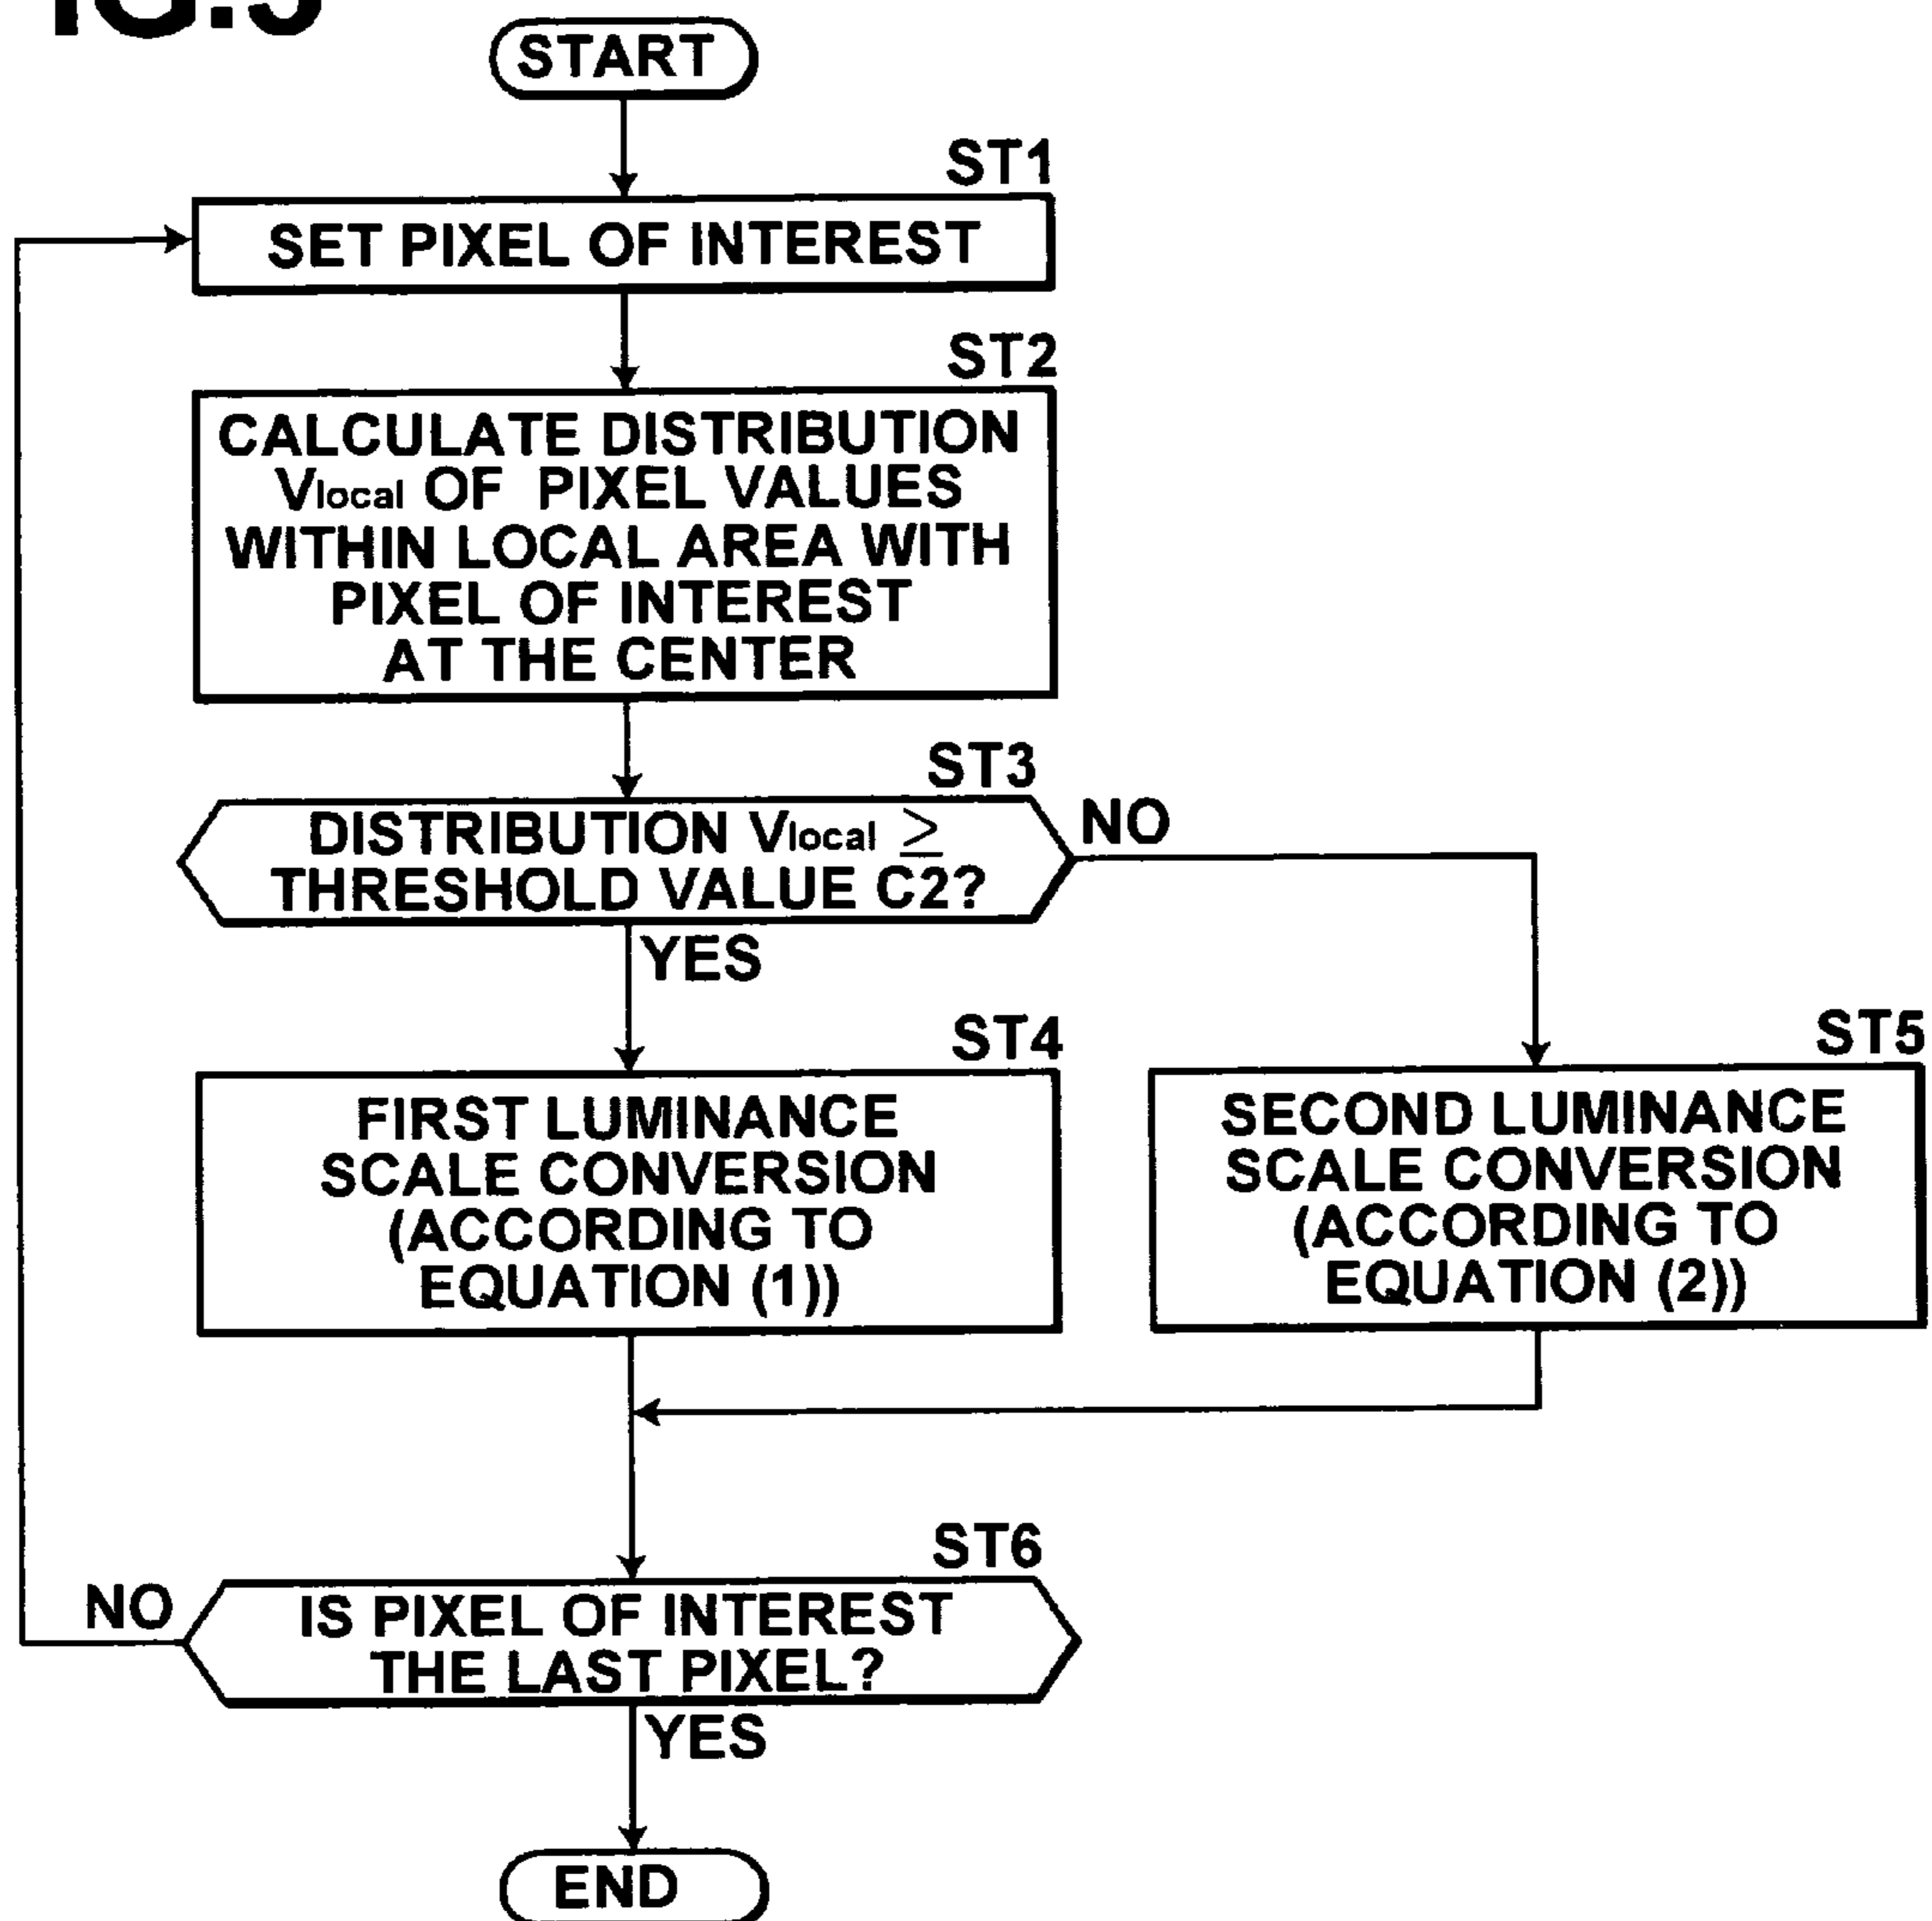 START
ST1
SET PIXEL OF INTEREST
ST2
CALCULATE DISTRIBUTION
Vlocal OF PIXEL VALUES
WITHIN LOCAL AREA WITH
PIXEL OF INTEREST
AT THE CENTER
ST3
DISTRIBUTION Vlocal ≥
THRESHOLD VALUE C2?
NO
YES
ST4
FIRST LUMINANCE
SCALE CONVERSION
(ACCORDING TO
EQUATION (1))
ST5
SECOND LUMINANCE
SCALE CONVERSION
(ACCORDING TO
EQUATION (2))
ST6
NO
IS PIXEL OF INTEREST
THE LAST PIXEL?
YES
END